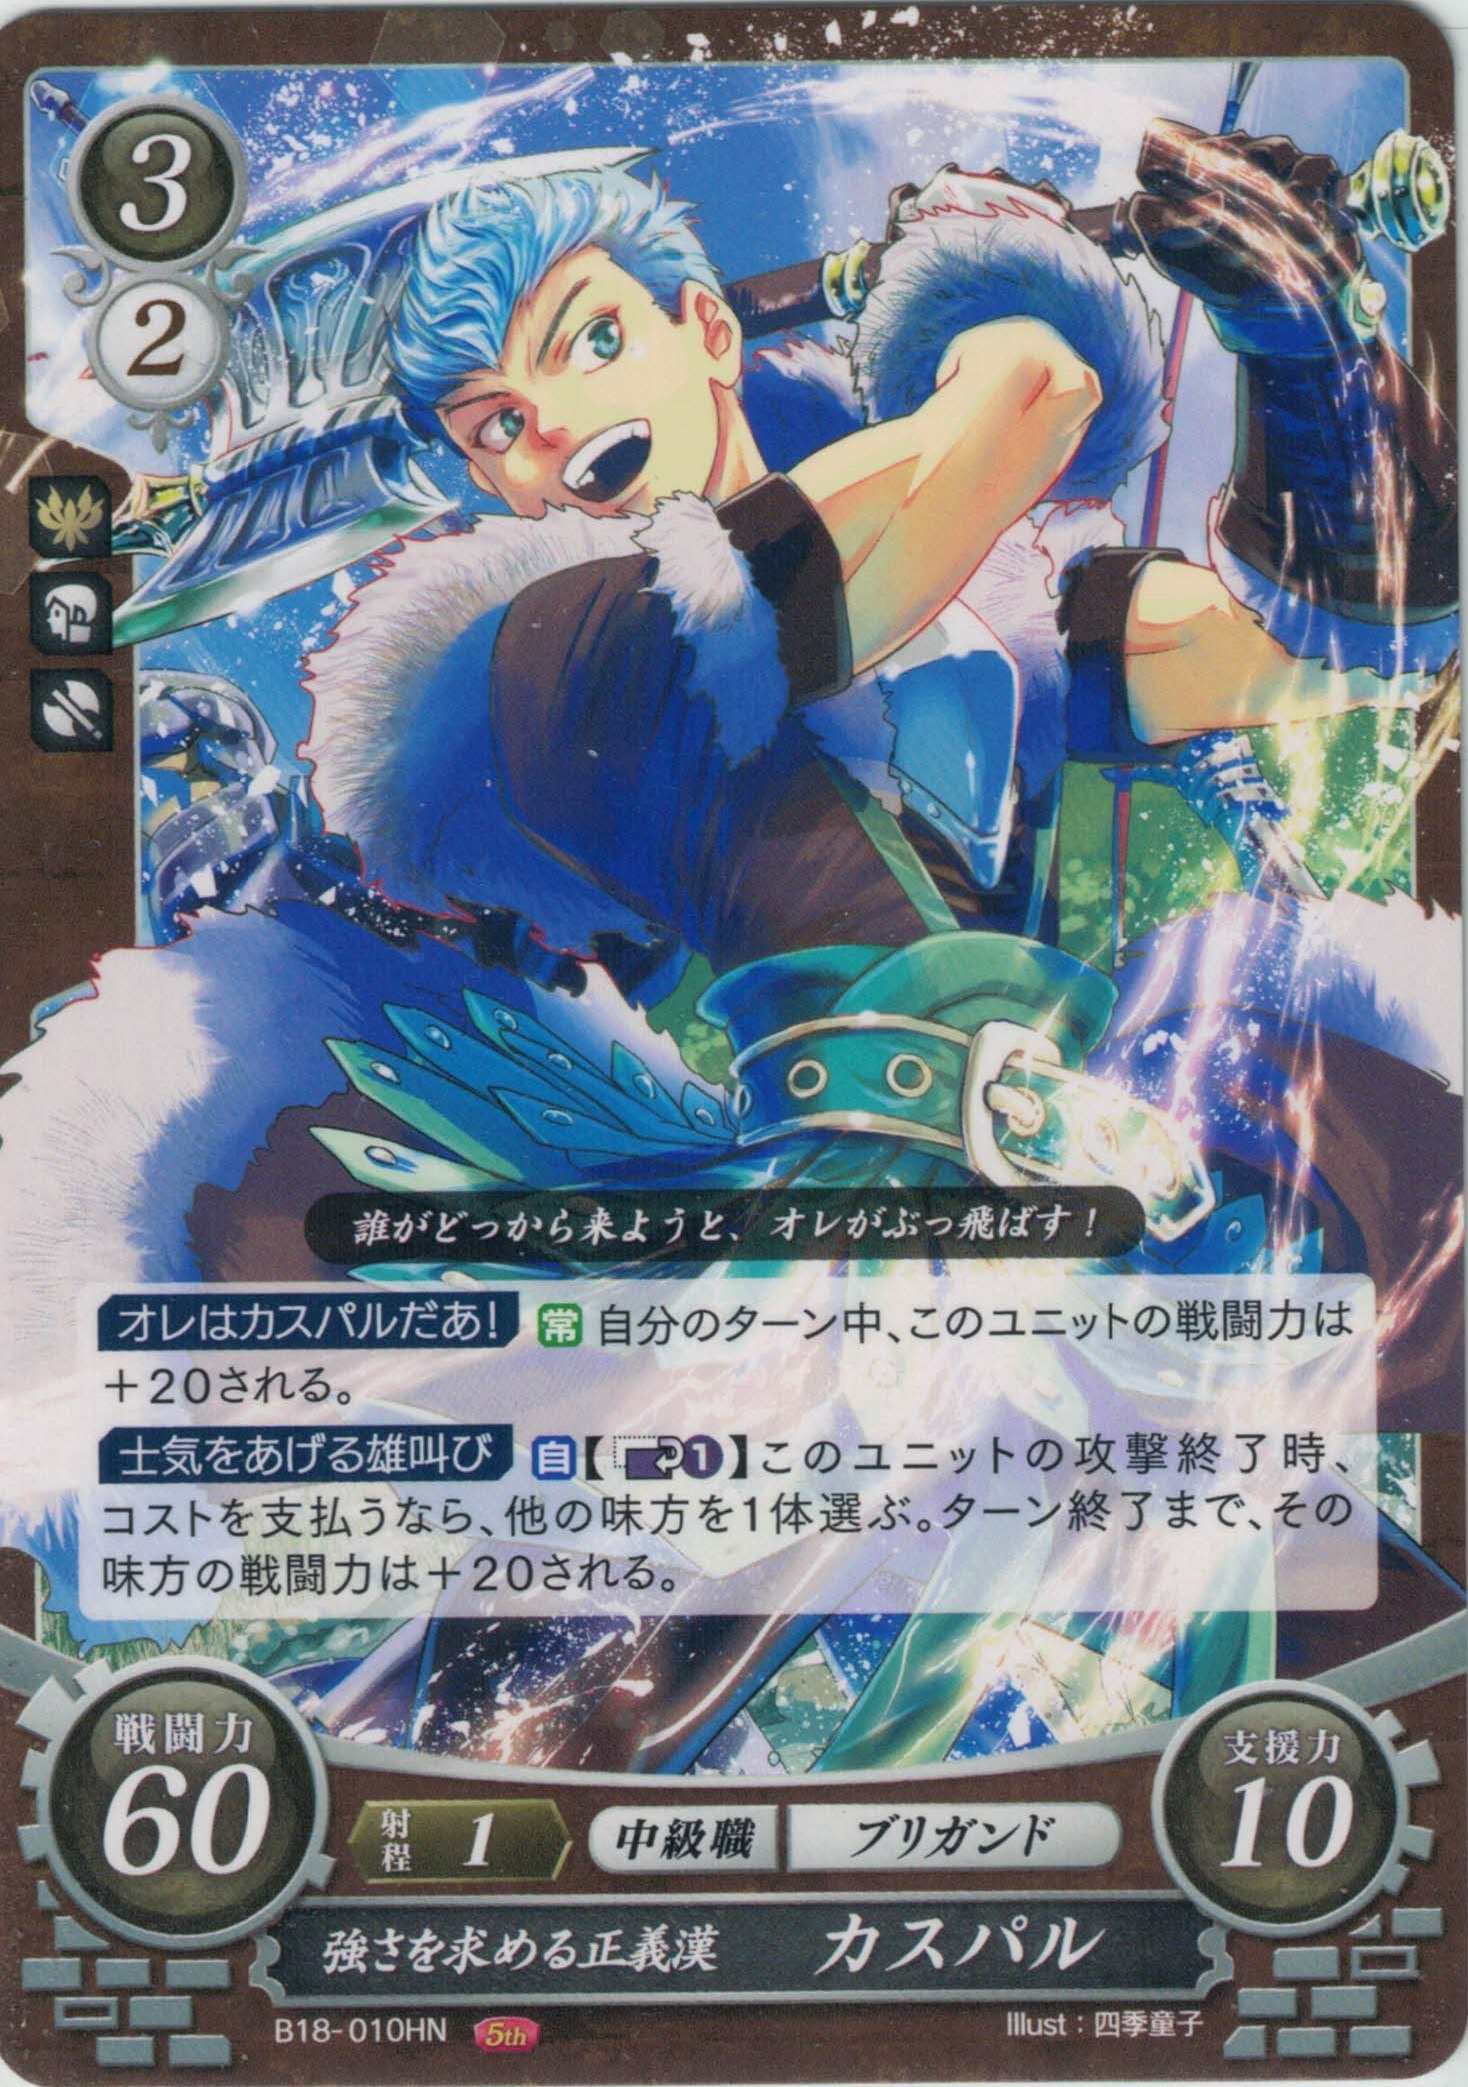 3
2
誰がどっから来ようと、オレがぶっ飛ばす！
オレはカスパルだあ！ 常 自分のターン中、このユニットの戦闘力は
＋20される。
士気をあげる雄叫び 自【1】このユニットの攻撃終了時、
コストを支払うなら、他の味方を1体選ぶ。ターン終了まで、その
味方の戦闘力は＋20される。
戦闘力
60
射程 1
中級職 ブリガンド
支援力
10
強さを求める正義漢 カスパル
B18-010HN 5th
Illust：四季童子